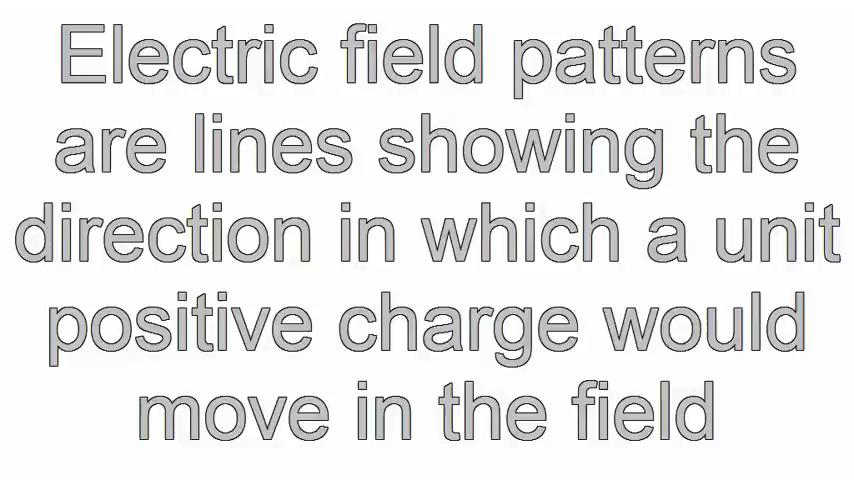 Electric field patterns
are lines showing the
direction in which a unit
positive charge would
move in the field